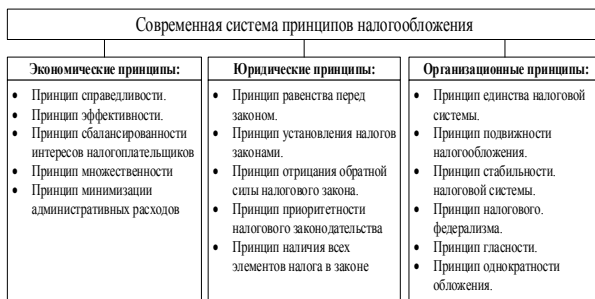 Современная система принципов налогообложения
Экономические принципы:
• Принцип справедливости.
• Принцип эффективности.
• Принцип сбалансированности
интересов налогоплательщиков
• Принцип множественности
• Принцип минимизации
административных расходов
Юридические принципы:
• Принцип равенства перед
законом.
• Принцип установления налогов
законами.
• Принцип отрицания обратной
силы налогового закона.
• Принцип приоритетности
налогового законодательства
• Принцип наличия всех
элементов налога в законе
Организационные принципы:
• Принцип единства налоговой
системы.
• Принцип подвижности
налогообложения.
• Принцип стабильности.
налоговой системы.
• Принцип налогового.
федерализма.
• Принцип гласности.
• Принцип однократности
обложения.